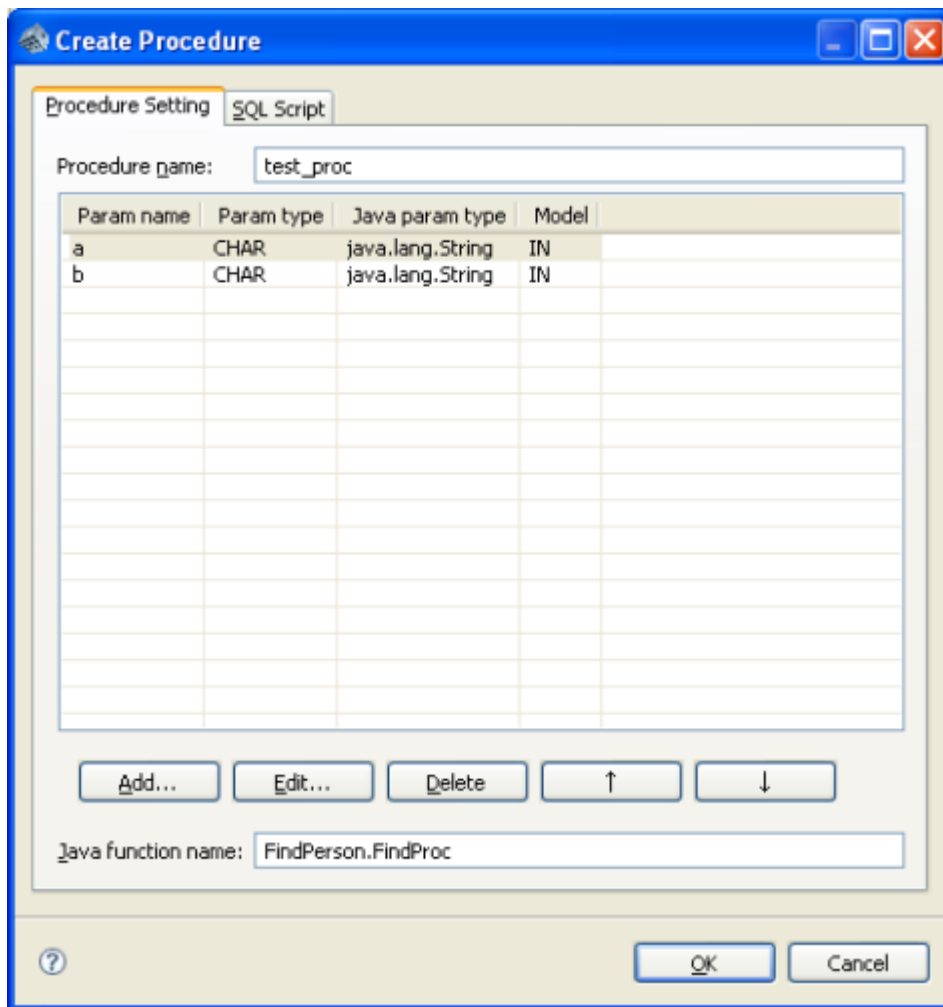 Create Procedure
Procedure Setting SQL Script
Procedure name: test_proc
Param name Param type Java param type Model
a CHAR java.lang.String IN
b CHAR java.lang.String IN
Add... Edit... Delete ↑ ↓
Java function name: FindPerson.FindProc
? OK Cancel